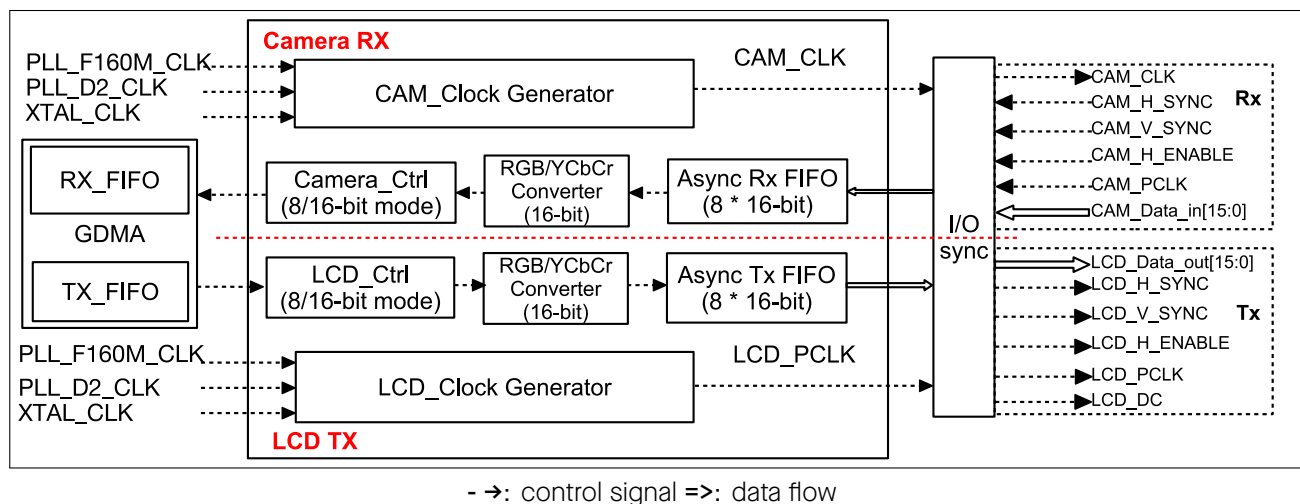 Camera RX
PLL_F160M_CLK
PLL_D2_CLK
XTAL_CLK
CAM_Clock Generator
CAM_CLK
RX_FIFO
GDMA
TX_FIFO
Camera_Ctrl
(8/16-bit mode)
RGB/YCbCr
Converter
(16-bit)
Async Rx FIFO
(8 * 16-bit)
LCD_Ctrl
(8/16-bit mode)
RGB/YCbCr
Converter
(16-bit)
Async Tx FIFO
(8 * 16-bit)
PLL_F160M_CLK
PLL_D2_CLK
XTAL_CLK
LCD_Clock Generator
LCD_PCLK
LCD TX
I/O
sync
CAM_CLK
CAM_H_SYNC
Rx
CAM_V_SYNC
CAM_H_ENABLE
CAM_PCLK
CAM_Data_in[15:0]
LCD_Data_out[15:0]
LCD_H_SYNC
LCD_V_SYNC
Tx
LCD_H_ENABLE
LCD_PCLK
LCD_DC
- ➔: control signal =>: data flow